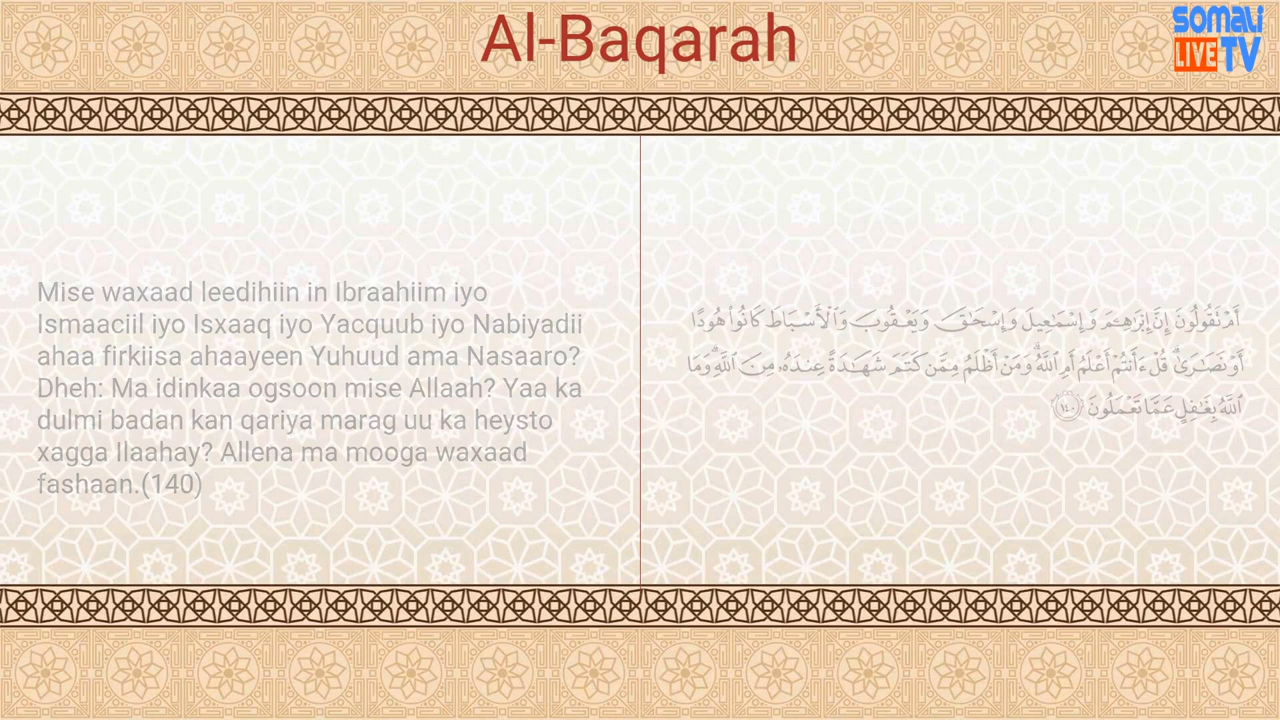 Al-Baqarah
SOMALI
LIVE TV
Mise waxaad leedihiin in Ibraahiim iyo
Ismaaciil iyo Isxaaq iyo Yacquub iyo Nabiyadii
ahaa firkiisa ahaayeen Yuhuud ama Nasaaro?
Dheh: Ma idinkaa ogsoon mise Allaah? Yaa ka
dulmi badan kan qariya marag uu ka heysto
xagga Ilaahay? Allena ma mooga waxaad
fashaan.(140)
أَمْ تَقُولُونَ إِنَّ إِبْرَٰهِـۧمَ وَإِسْمَـٰعِيلَ وَإِسْحَـٰقَ وَيَعْقُوبَ وَٱلْأَسْبَاطَ كَانُوا۟ هُودًا
أَوْ نَصَـٰرَىٰ ۗ قُلْ ءَأَنتُمْ أَعْلَمُ أَمِ ٱللَّهُ ۗ وَمَنْ أَظْلَمُ مِمَّن كَتَمَ شَهَـٰدَةً عِندَهُۥ مِنَ ٱللَّهِ ۗ وَمَا
ٱللَّهُ بِغَـٰفِلٍ عَمَّا تَعْمَلُونَ ١٤٠